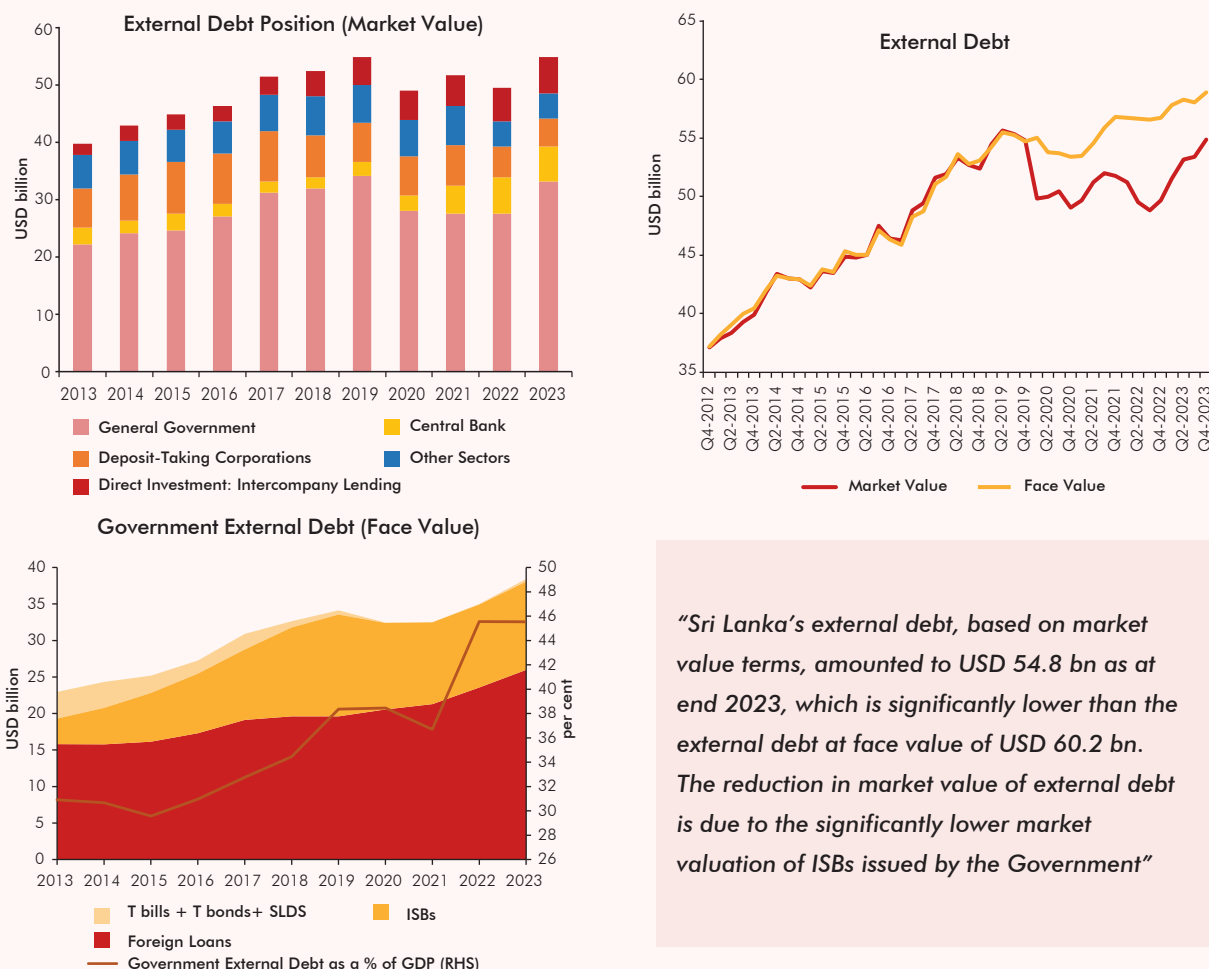 External Debt Position (Market Value)
USD billion
60
50
40
30
20
10
0
2013 2014 2015 2016 2017 2018 2019 2020 2021 2022 2023
General Government
Central Bank
Deposit-Taking Corporations
Other Sectors
Direct Investment: Intercompany Lending
External Debt
USD billion
65
60
55
50
45
40
35
Q4-2012
Q2-2013
Q4-2013
Q2-2014
Q4-2014
Q2-2015
Q4-2015
Q2-2016
Q4-2016
Q2-2017
Q4-2017
Q2-2018
Q4-2018
Q2-2019
Q4-2019
Q2-2020
Q4-2020
Q2-2021
Q4-2021
Q2-2022
Q4-2022
Q2-2023
Q4-2023
Market Value
Face Value
Government External Debt (Face Value)
USD billion
40
35
30
25
20
15
10
5
0
50
48
46
44
42
40
38
36
34
32
30
28
26
per cent
2013 2014 2015 2016 2017 2018 2019 2020 2021 2022 2023
T bills + T bonds+ SLDS
ISBs
Foreign Loans
Government External Debt as a % of GDP (RHS)
“Sri Lanka’s external debt, based on market
value terms, amounted to USD 54.8 bn as at
end 2023, which is significantly lower than the
external debt at face value of USD 60.2 bn.
The reduction in market value of external debt
is due to the significantly lower market
valuation of ISBs issued by the Government”